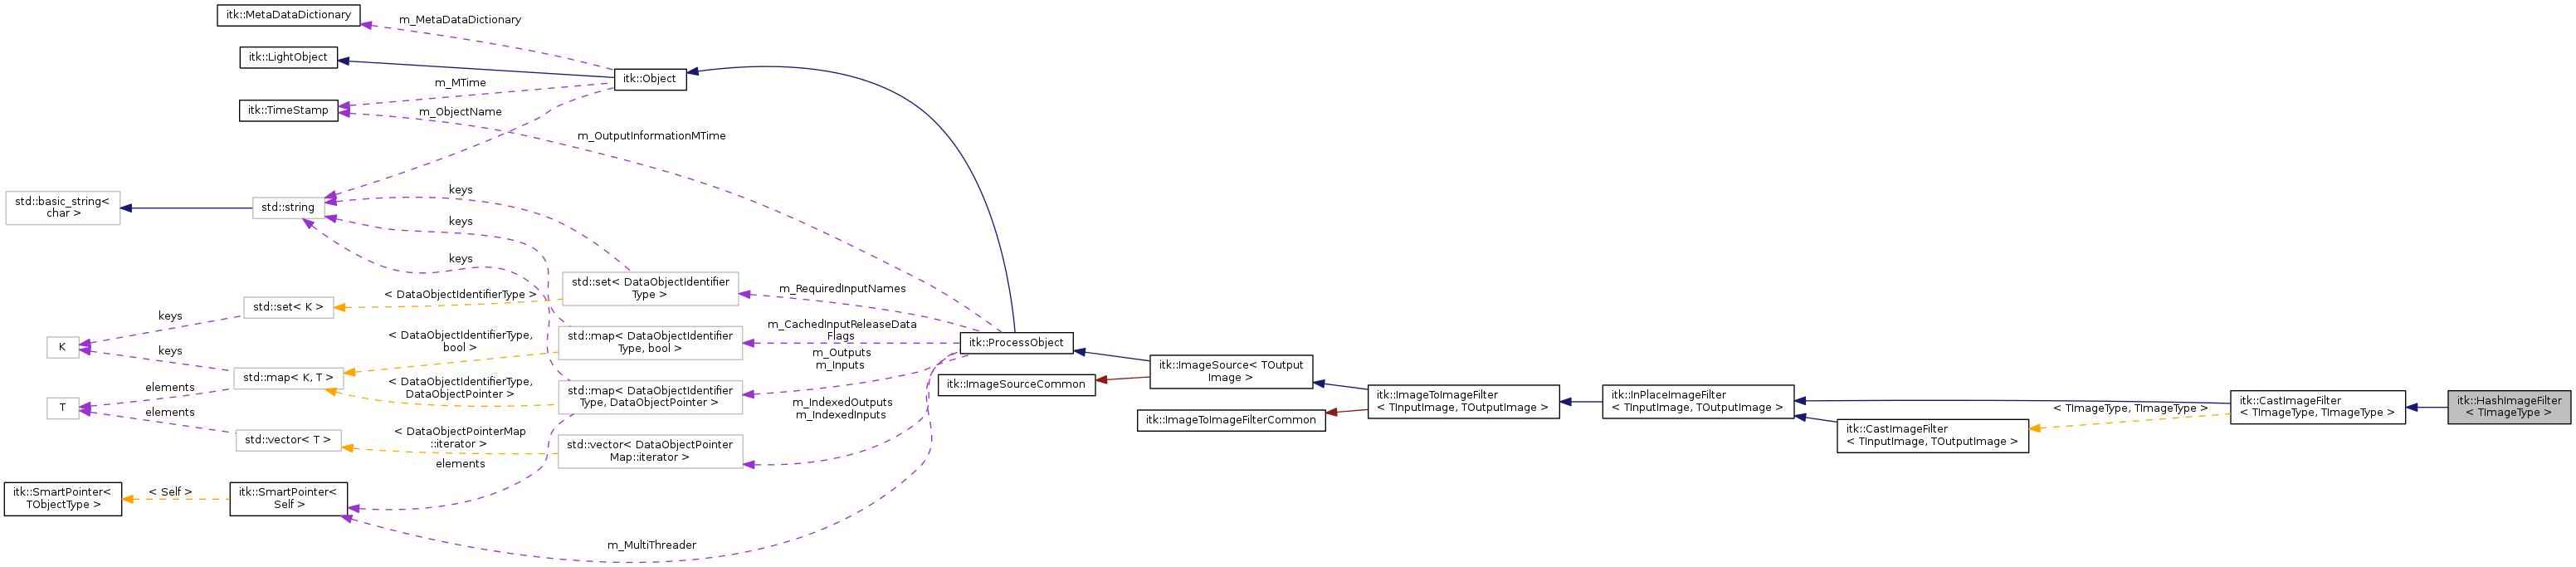 itk::MetaDataDictionary
m_MetaDataDictionary
itk::LightObject
itk::Object
m_MTime
itk::TimeStamp
m_ObjectName
m_OutputInformationMTime
keys
std::basic_string<
char >
std::string
keys
keys
std::set< DataObjectIdentifier
Type >
< DataObjectIdentifierType >
m_RequiredInputNames
std::set< K >
keys
K
keys
< DataObjectIdentifierType,
bool >
std::map< DataObjectIdentifier
Type, bool >
m_CachedInputReleaseData
Flags
itk::ProcessObject
m_Outputs
m_Inputs
std::map< K, T >
elements
T
elements
< DataObjectIdentifierType,
DataObjectPointer >
std::map< DataObjectIdentifier
Type, DataObjectPointer >
m_IndexedOutputs
m_IndexedInputs
std::vector< T >
< DataObjectPointerMap
::iterator >
std::vector< DataObjectPointer
Map::iterator >
elements
itk::SmartPointer<
TObjectType >
< Self >
itk::SmartPointer<
Self >
m_MultiThreader
itk::ImageSourceCommon
itk::ImageSource< TOutput
Image >
itk::ImageToImageFilterCommon
itk::ImageToImageFilter
< TInputImage, TOutputImage >
itk::InPlaceImageFilter
< TInputImage, TOutputImage >
itk::CastImageFilter
< TInputImage, TOutputImage >
< TImageType, TImageType >
itk::CastImageFilter
< TImageType, TImageType >
itk::HashImageFilter
< TImageType >